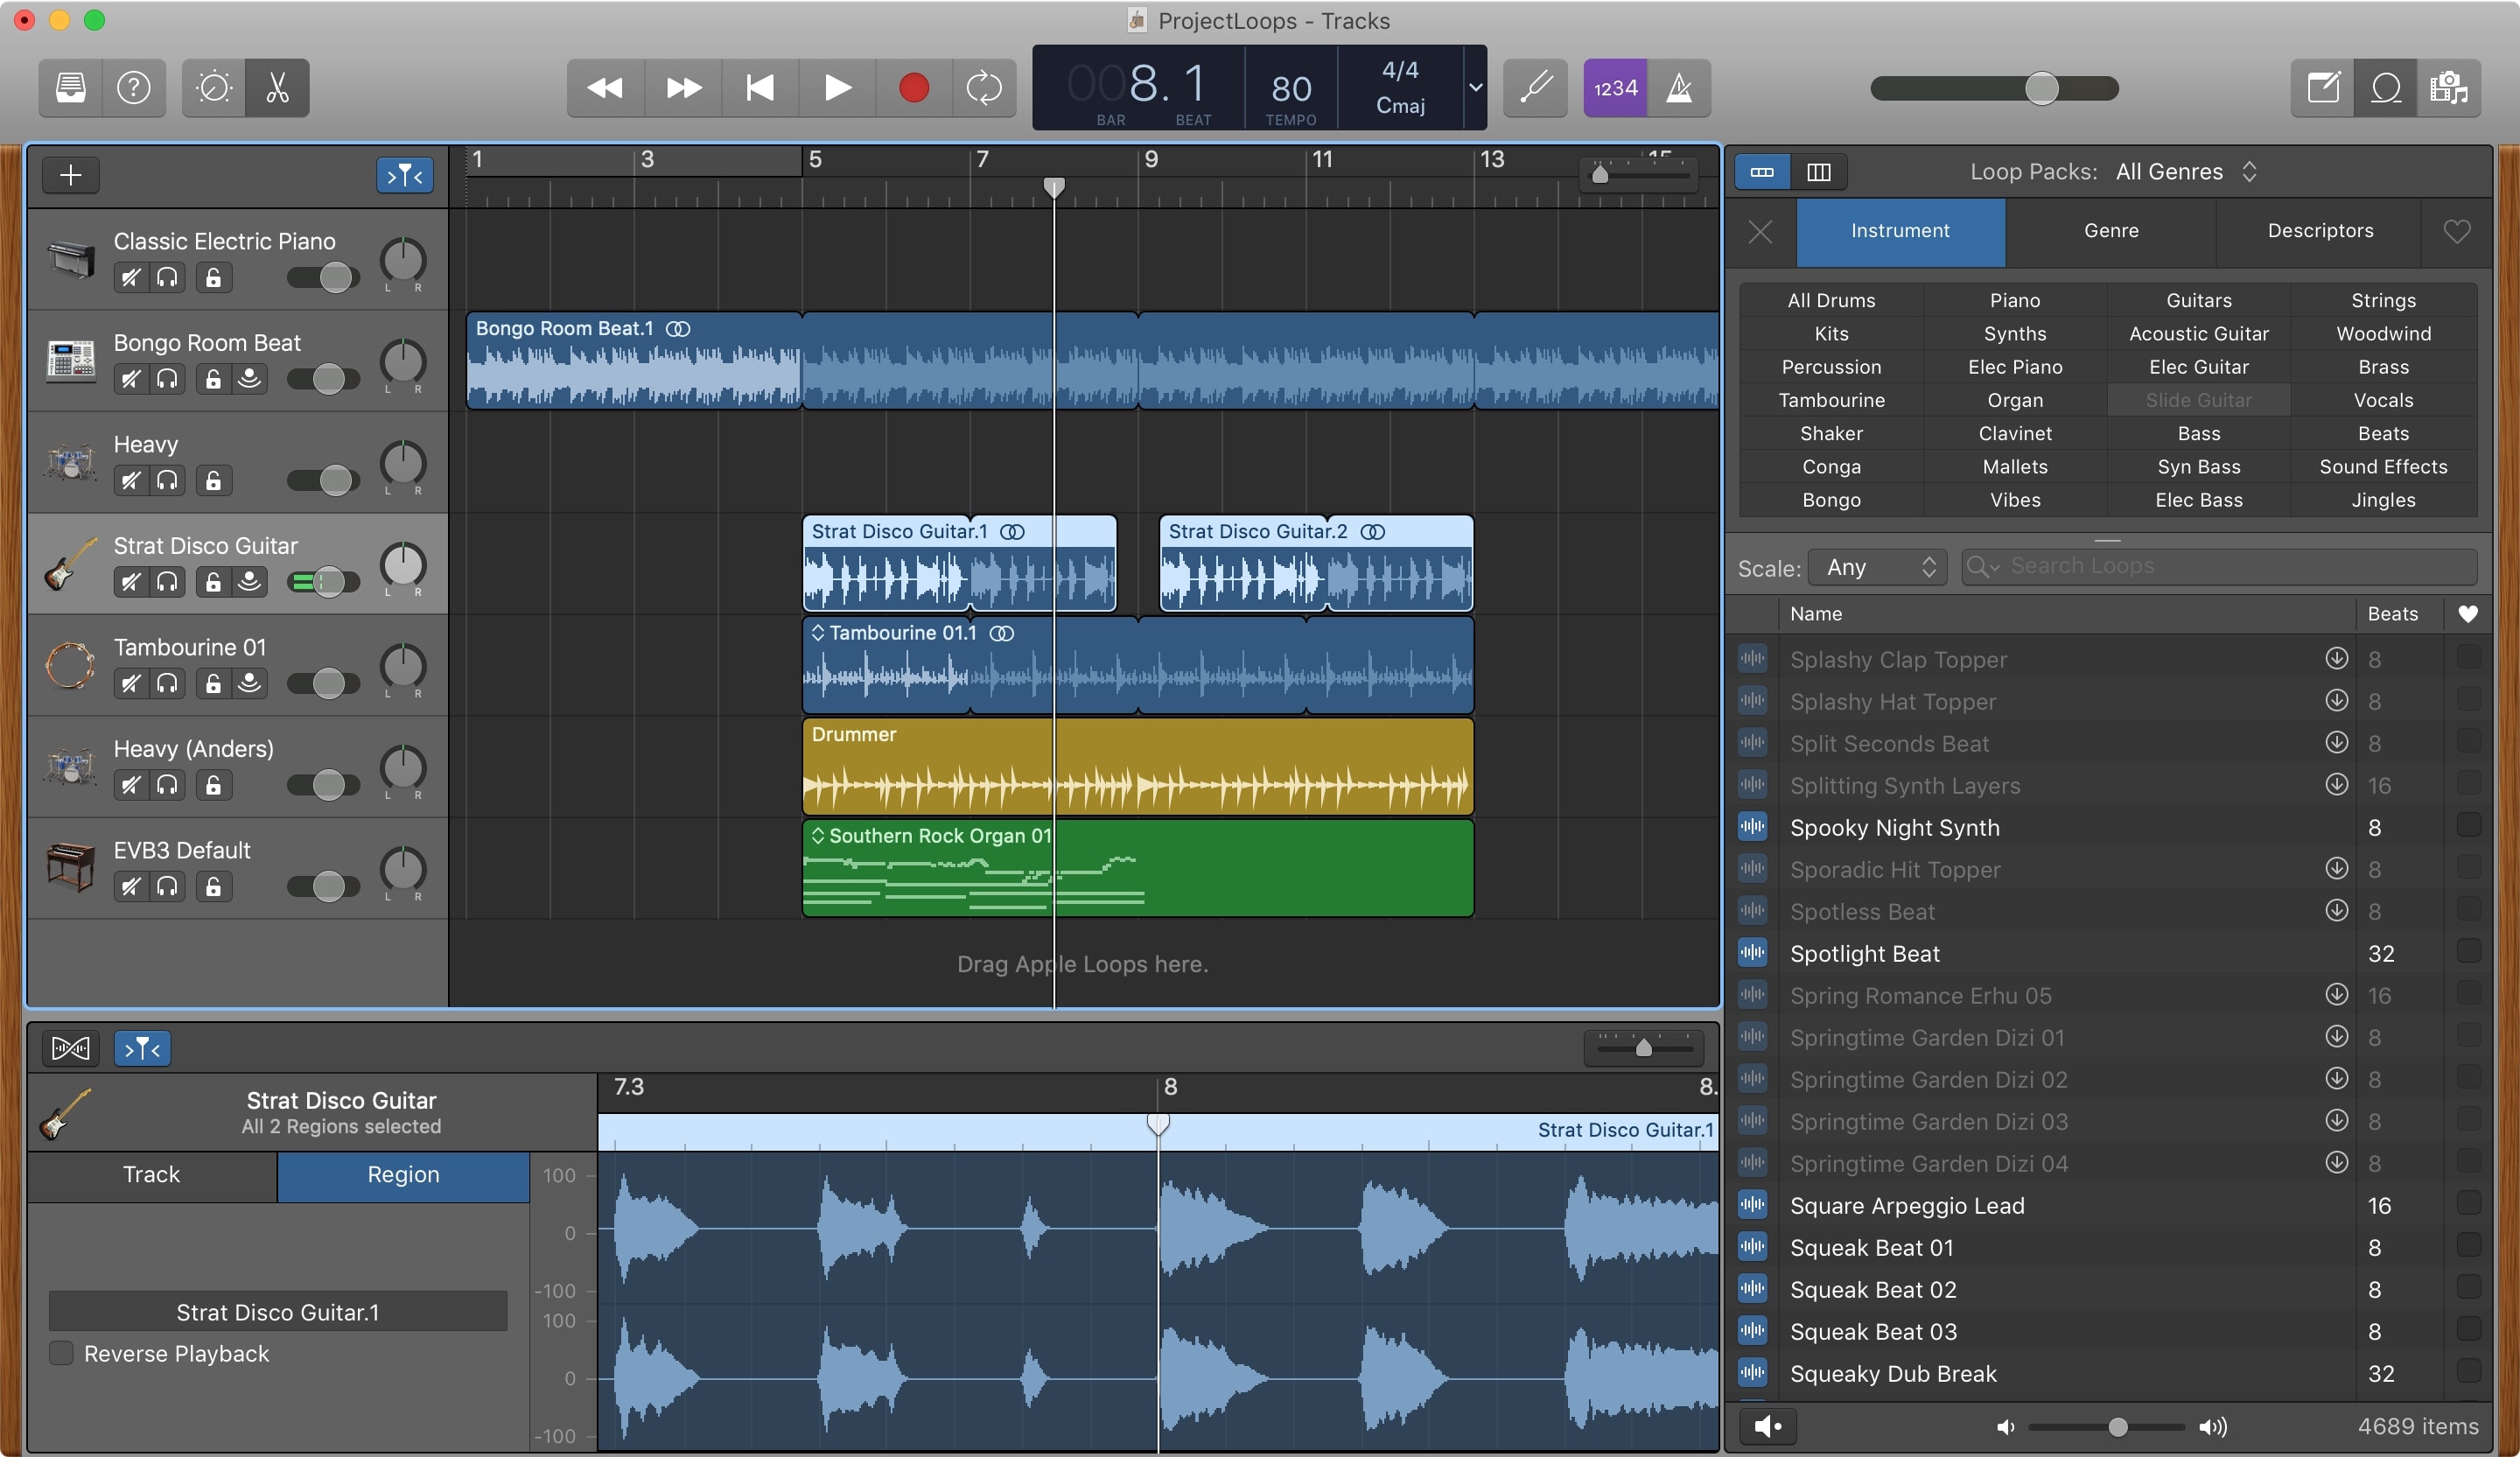 ProjectLoops - Tracks
008. 1
BAR BEAT
80
TEMPO
4/4
Cmaj
1234
1 3 5 7 9 11 13 15
Classic Electric Piano
L R
Bongo Room Beat
L R
Heavy
L R
Strat Disco Guitar
L R
Tambourine 01
L R
Heavy (Anders)
L R
EVB3 Default
L R
Bongo Room Beat.1
Strat Disco Guitar.1
Strat Disco Guitar.2
Tambourine 01.1
Drummer
Southern Rock Organ 01
Drag Apple Loops here.
Strat Disco Guitar
All 2 Regions selected
Track Region
Strat Disco Guitar.1
Reverse Playback
7.3 8 8.
Strat Disco Guitar.1
100
0
-100
100
0
-100
Loop Packs: All Genres
Instrument Genre Descriptors
All Drums Piano Guitars Strings
Kits Synths Acoustic Guitar Woodwind
Percussion Elec Piano Elec Guitar Brass
Tambourine Organ Slide Guitar Vocals
Shaker Clavinet Bass Beats
Conga Mallets Syn Bass Sound Effects
Bongo Vibes Elec Bass Jingles
Scale: Any Search Loops
Name Beats
Splashy Clap Topper 8
Splashy Hat Topper 8
Split Seconds Beat 8
Splitting Synth Layers 16
Spooky Night Synth 8
Sporadic Hit Topper 8
Spotless Beat 8
Spotlight Beat 32
Spring Romance Erhu 05 16
Springtime Garden Dizi 01 8
Springtime Garden Dizi 02 8
Springtime Garden Dizi 03 8
Springtime Garden Dizi 04 8
Square Arpeggio Lead 16
Squeak Beat 01 8
Squeak Beat 02 8
Squeak Beat 03 8
Squeaky Dub Break 32
4689 items